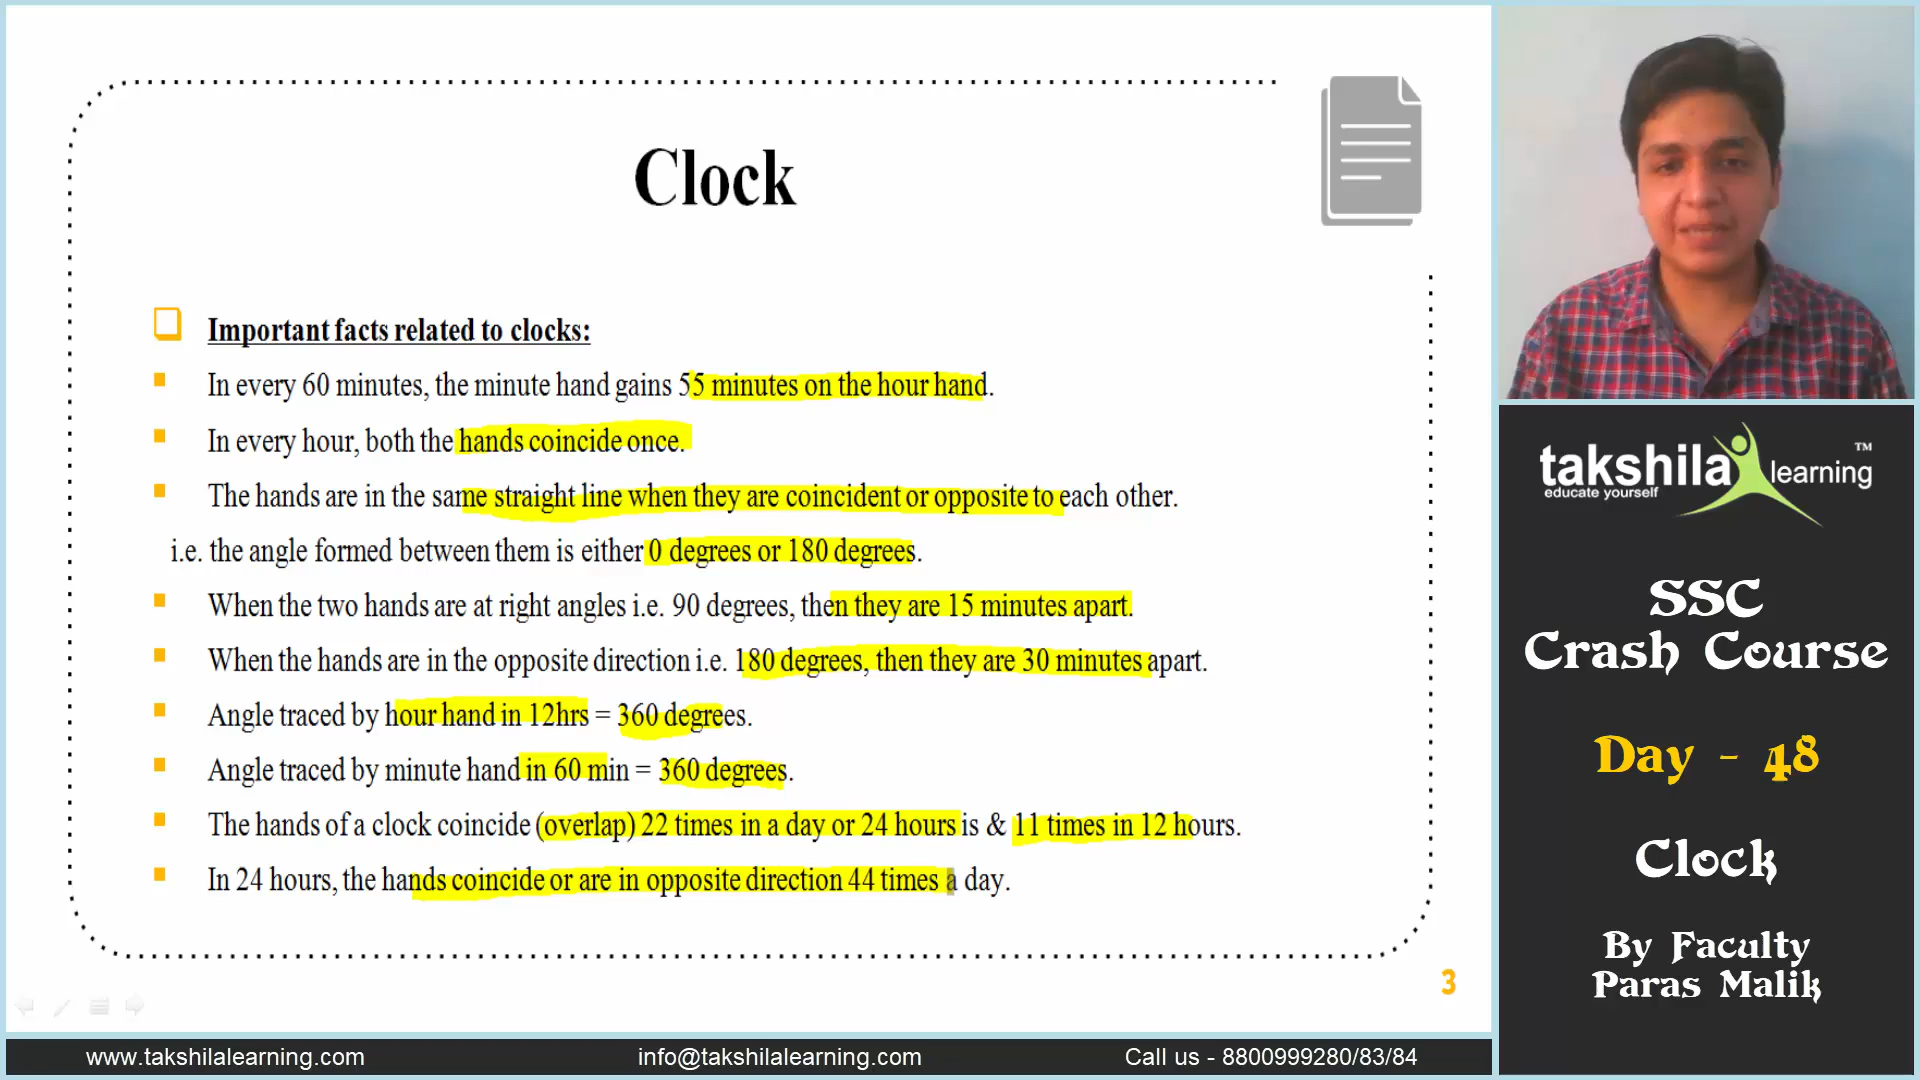 Clock
Important facts related to clocks:
In every 60 minutes, the minute hand gains 55 minutes on the hour hand.
In every hour, both the hands coincide once.
The hands are in the same straight line when they are coincident or opposite to each other.
i.e. the angle formed between them is either 0 degrees or 180 degrees.
When the two hands are at right angles i.e. 90 degrees, then they are 15 minutes apart.
When the hands are in the opposite direction i.e. 180 degrees, then they are 30 minutes apart.
Angle traced by hour hand in 12hrs = 360 degrees.
Angle traced by minute hand in 60 min = 360 degrees.
The hands of a clock coincide (overlap) 22 times in a day or 24 hours is & 11 times in 12 hours.
In 24 hours, the hands coincide or are in opposite direction 44 times a day.
3
takshila learning TM
educate yourself
SSC
Crash Course
Day - 48
Clock
By Faculty
Paras Malik
www.takshilalearning.com info@takshilalearning.com Call us - 8800999280/83/84